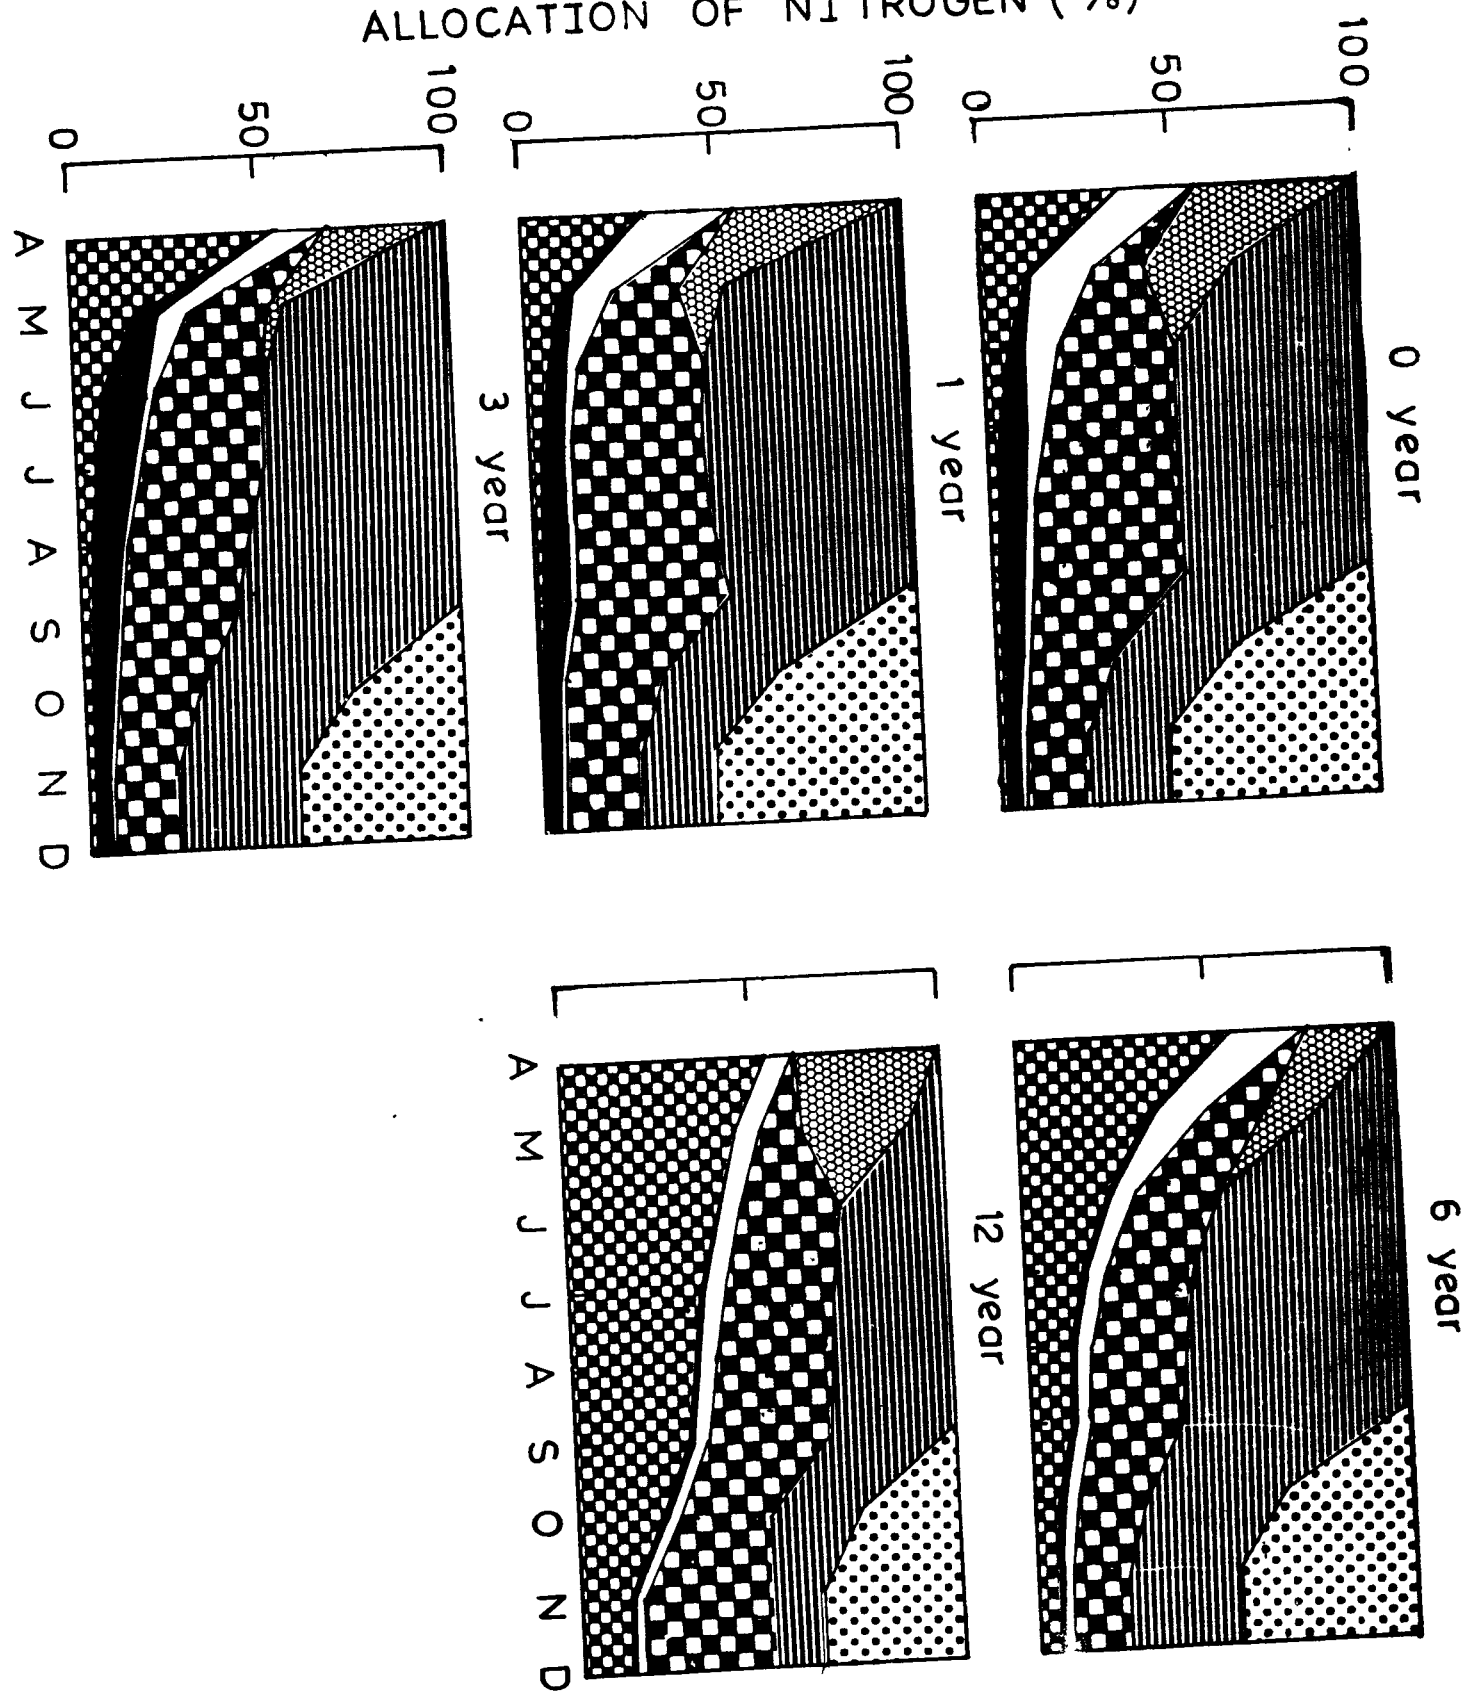 ALLOCATION OF NITROGEN (%)
0 year
100
50
0
1 year
100
50
0
3 year
100
50
0
A M J J A S O N D
6 year
12 year
A M J J A S O N D